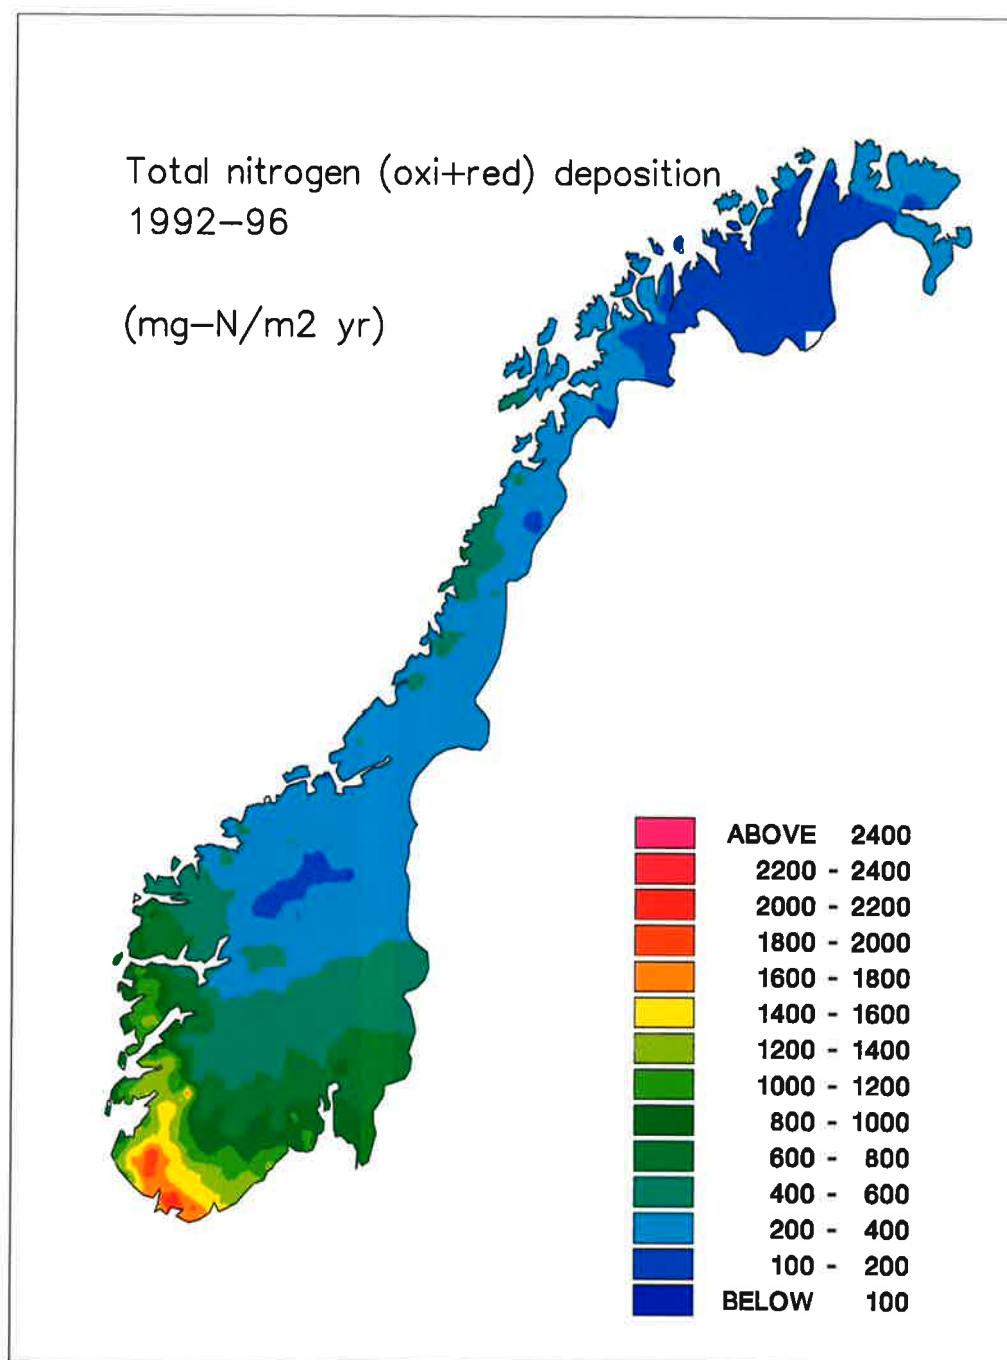 Total nitrogen (oxi+red) deposition
1992–96
(mg–N/m2 yr)
ABOVE 2400
2200 - 2400
2000 - 2200
1800 - 2000
1600 - 1800
1400 - 1600
1200 - 1400
1000 - 1200
800 - 1000
600 - 800
400 - 600
200 - 400
100 - 200
BELOW 100